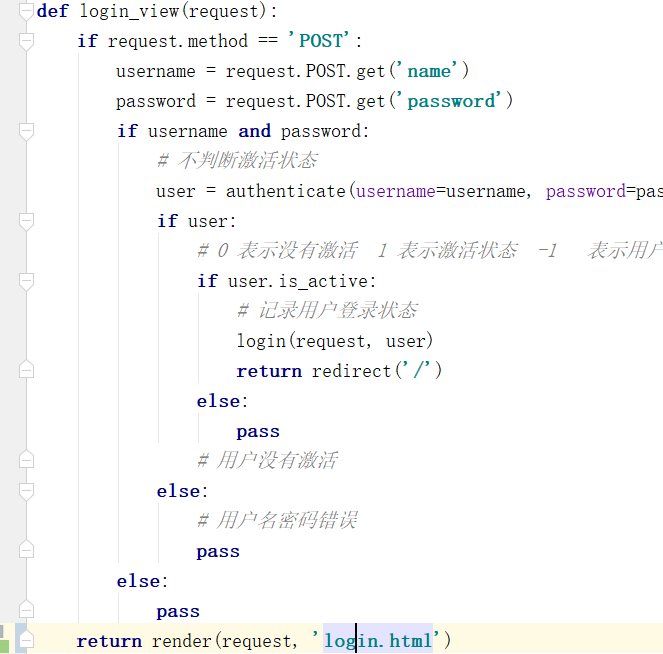 def login_view(request):
    if request.method == 'POST':
        username = request.POST.get('name')
        password = request.POST.get('password')
        if username and password:
            # 不判断激活状态
            user = authenticate(username=username, password=pas
            if user:
                # 0 表示没有激活  1 表示激活状态  -1   表示用户
                if user.is_active:
                    # 记录用户登录状态
                    login(request, user)
                    return redirect('/')
                else:
                    pass
                # 用户没有激活
            else:
                # 用户名密码错误
                pass
        else:
            pass
    return render(request, 'login.html')